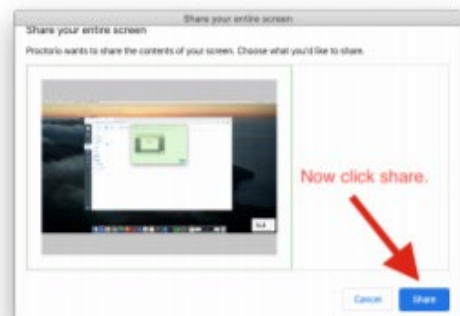 Share your entire screen
Share your entire screen
Proctorio wants to share the contents of your screen. Choose what you'd like to share.
Now click share.
Cancel
Share